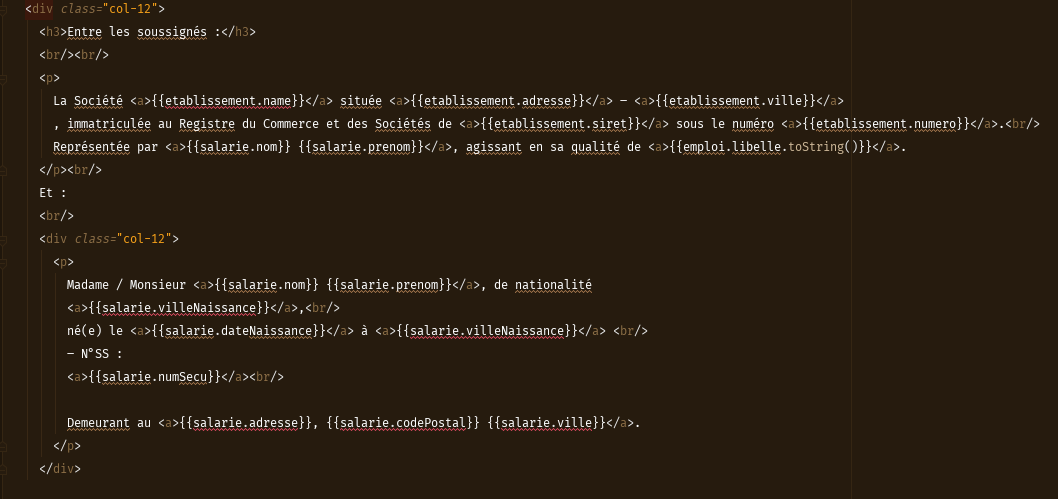 <div class="col-12">
<h3>Entre les soussignés :</h3>
<br/><br/>
<p>
La Société <a>{{etablissement.name}}</a> située <a>{{etablissement.adresse}}</a> – <a>{{etablissement.ville}}</a>
, immatriculée au Registre du Commerce et des Sociétés de <a>{{etablissement.siret}}</a> sous le numéro <a>{{etablissement.numero}}</a>.<br/>
Représentée par <a>{{salarie.nom}} {{salarie.prenom}}</a>, agissant en sa qualité de <a>{{emploi.libelle.toString()}}</a>.
</p><br/>
Et :
<br/>
<div class="col-12">
<p>
Madame / Monsieur <a>{{salarie.nom}} {{salarie.prenom}}</a>, de nationalité
<a>{{salarie.villeNaissance}}</a>,<br/>
né(e) le <a>{{salarie.dateNaissance}}</a> à <a>{{salarie.villeNaissance}}</a> <br/>
– N°SS :
<a>{{salarie.numSecu}}</a><br/>
Demeurant au <a>{{salarie.adresse}}, {{salarie.codePostal}} {{salarie.ville}}</a>.
</p>
</div>